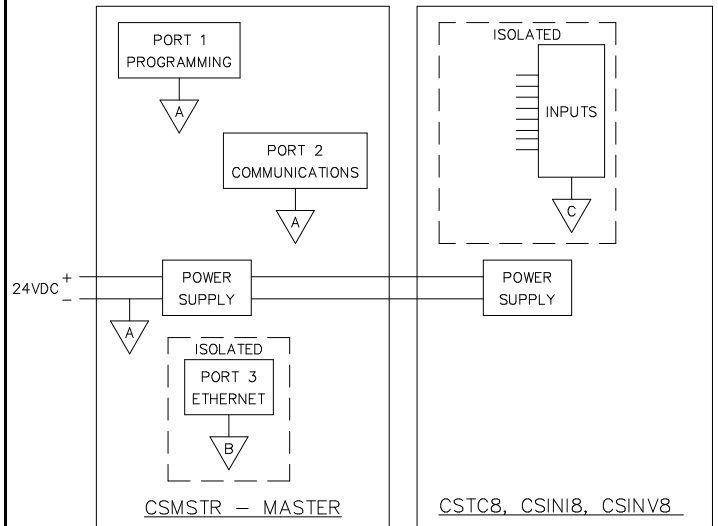 PORT 1
PROGRAMMING
A
PORT 2
COMMUNICATIONS
A
24VDC
+
−
A
POWER
SUPPLY
ISOLATED
PORT 3
ETHERNET
B
CSMSTR − MASTER
ISOLATED
INPUTS
C
POWER
SUPPLY
CSTC8, CSINI8, CSINV8